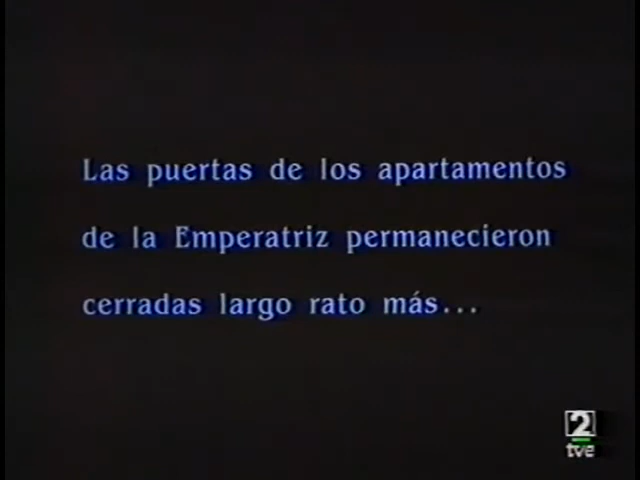 Las puertas de los apartamentos
de la Emperatriz permanecieron
cerradas largo rato más...
2
tve